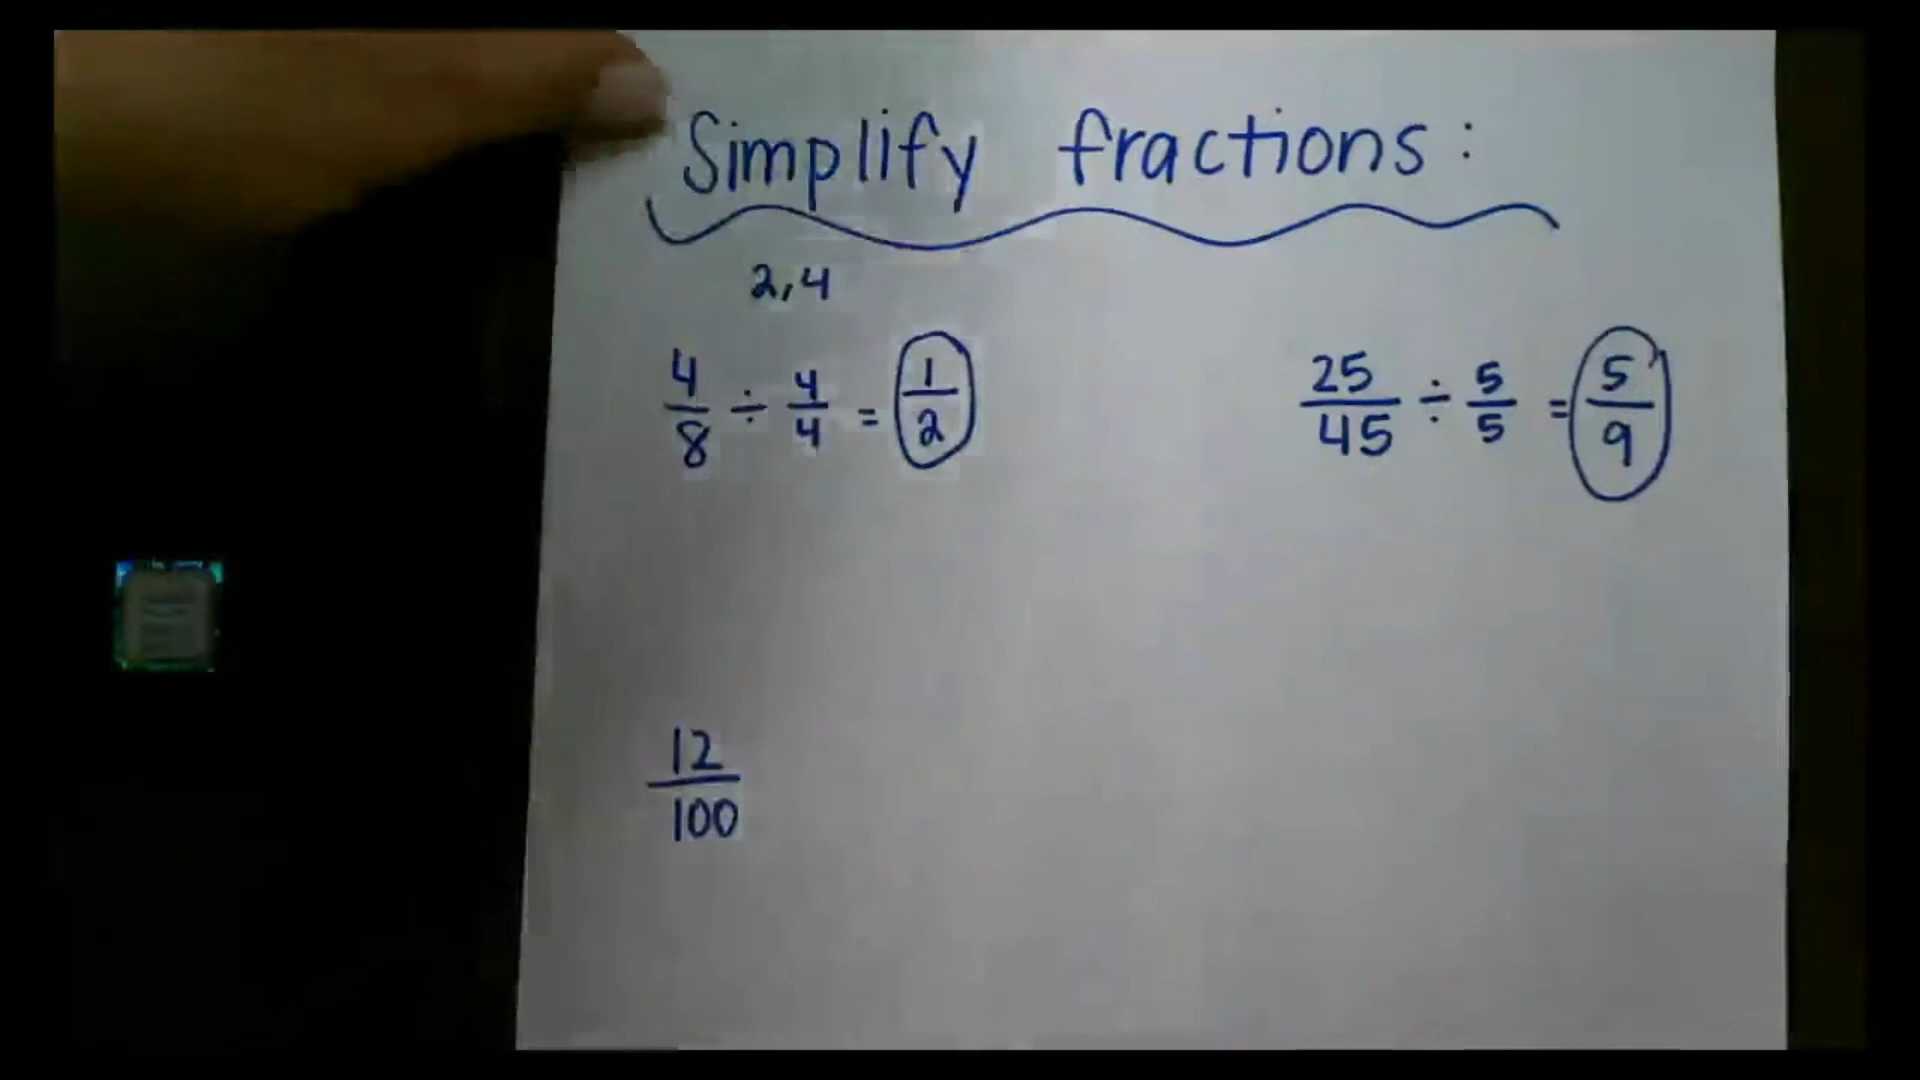 Simplify fractions:
2,4
4/8 ÷ 4/4 = 1/2
25/45 ÷ 5/5 = 5/9
12/100